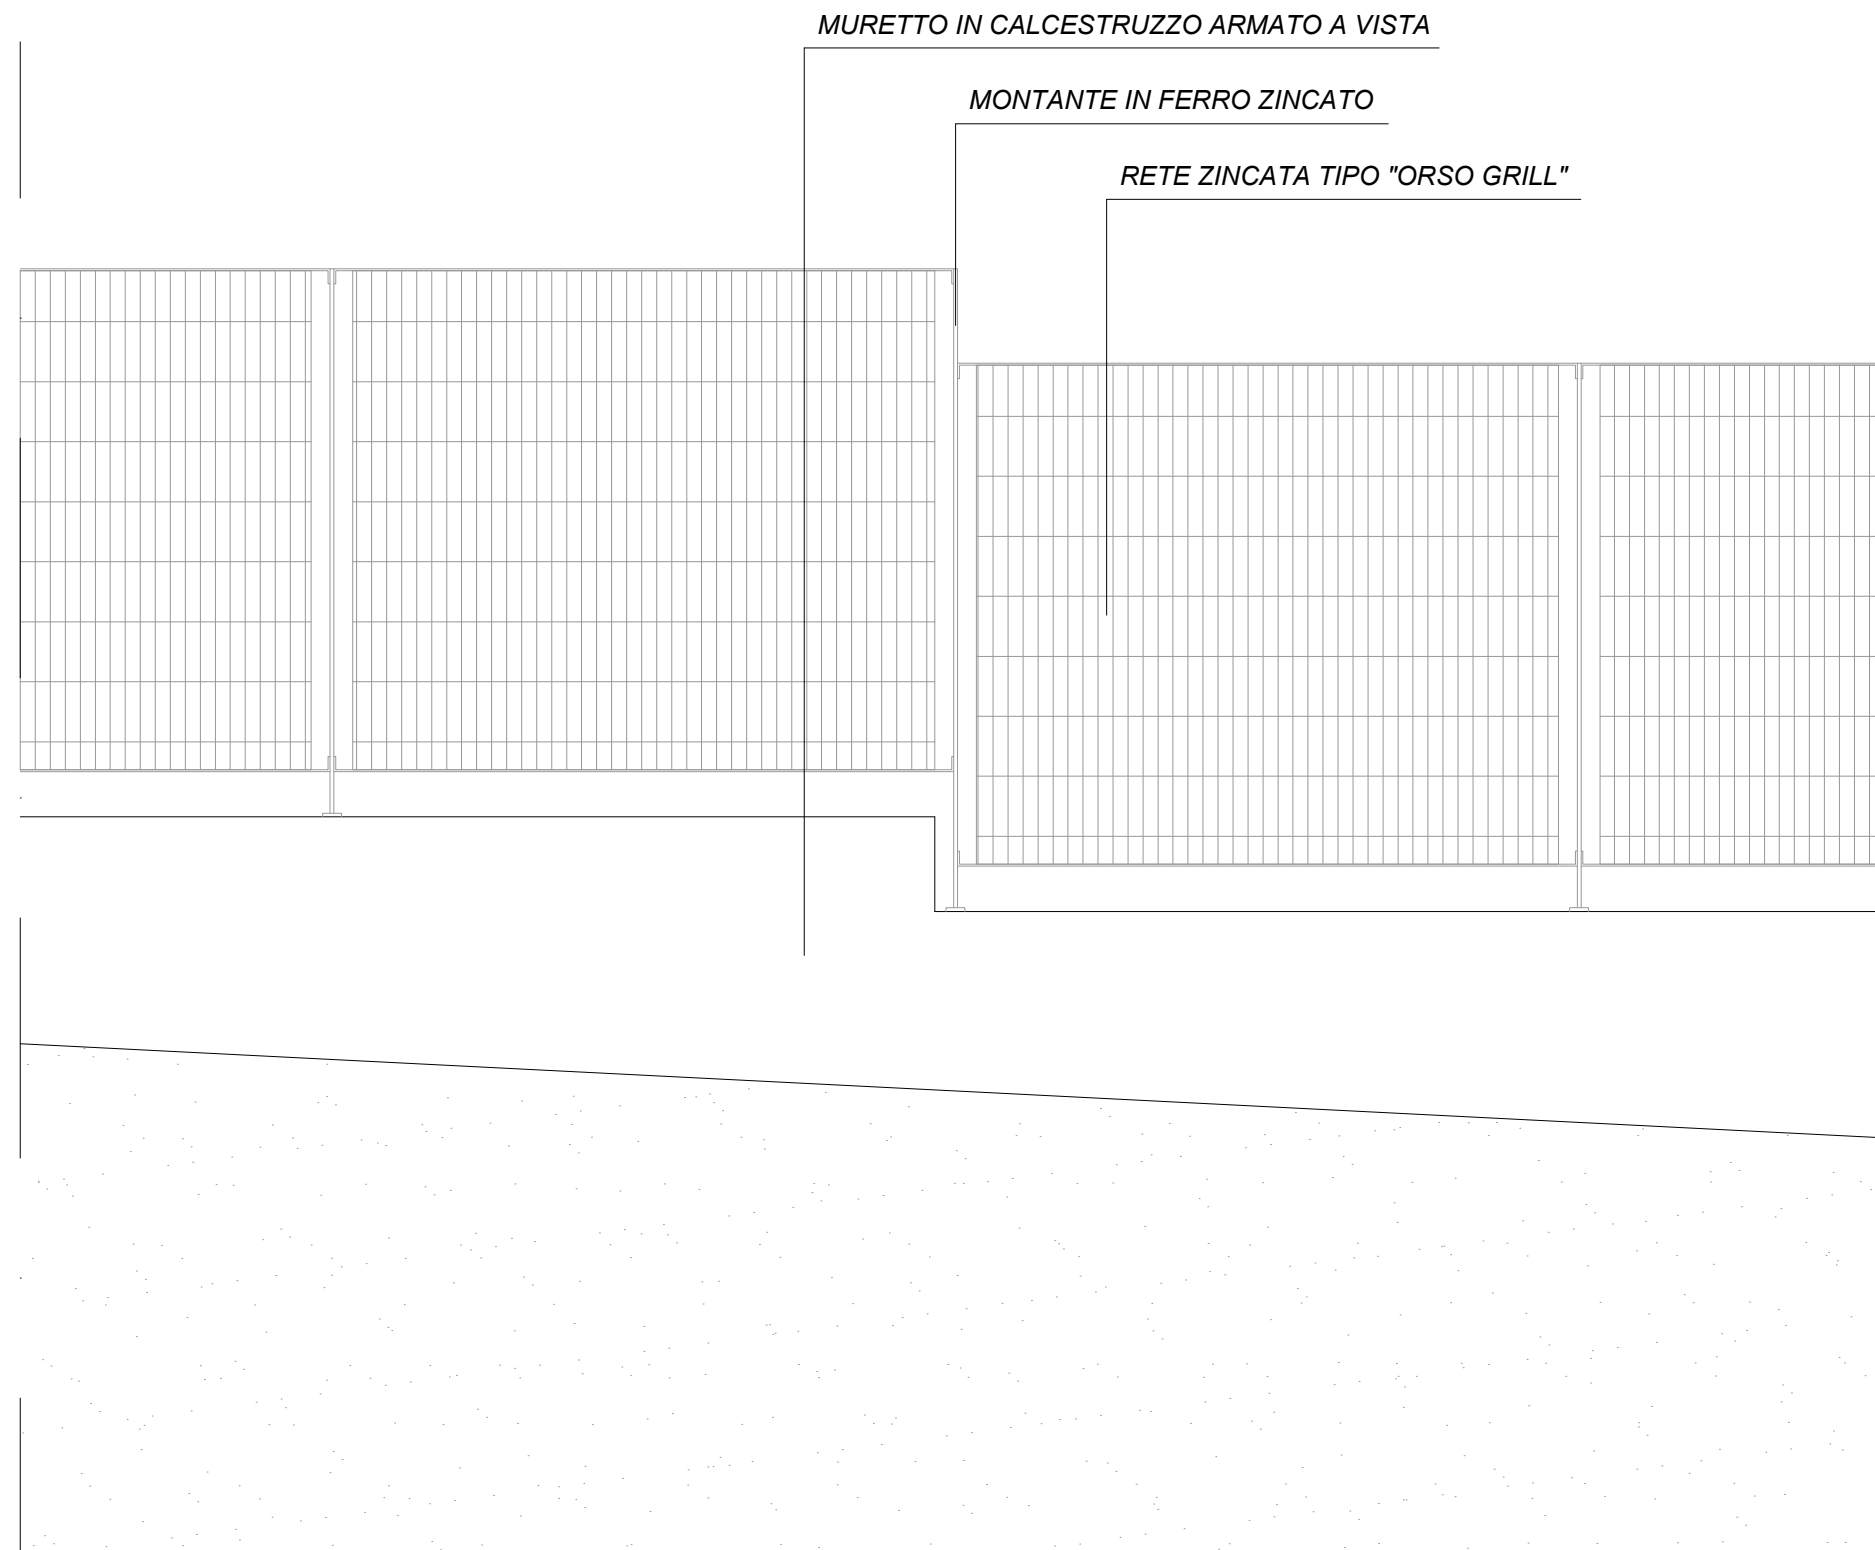 MURETTO IN CALCESTRUZZO ARMATO A VISTA
MONTANTE IN FERRO ZINCATO
RETE ZINCATA TIPO "ORSO GRILL"